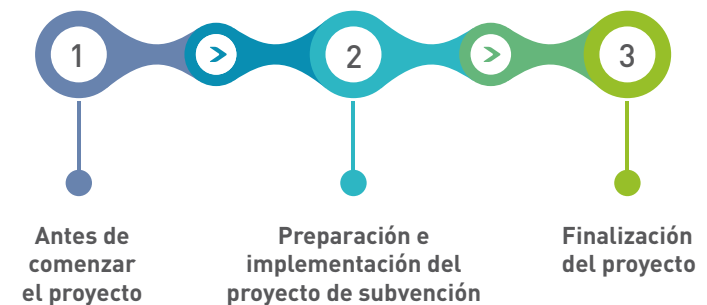 1
2
3
Antes de
comenzar
el proyecto
Preparación e
implementación del
proyecto de subvención
Finalización
del proyecto